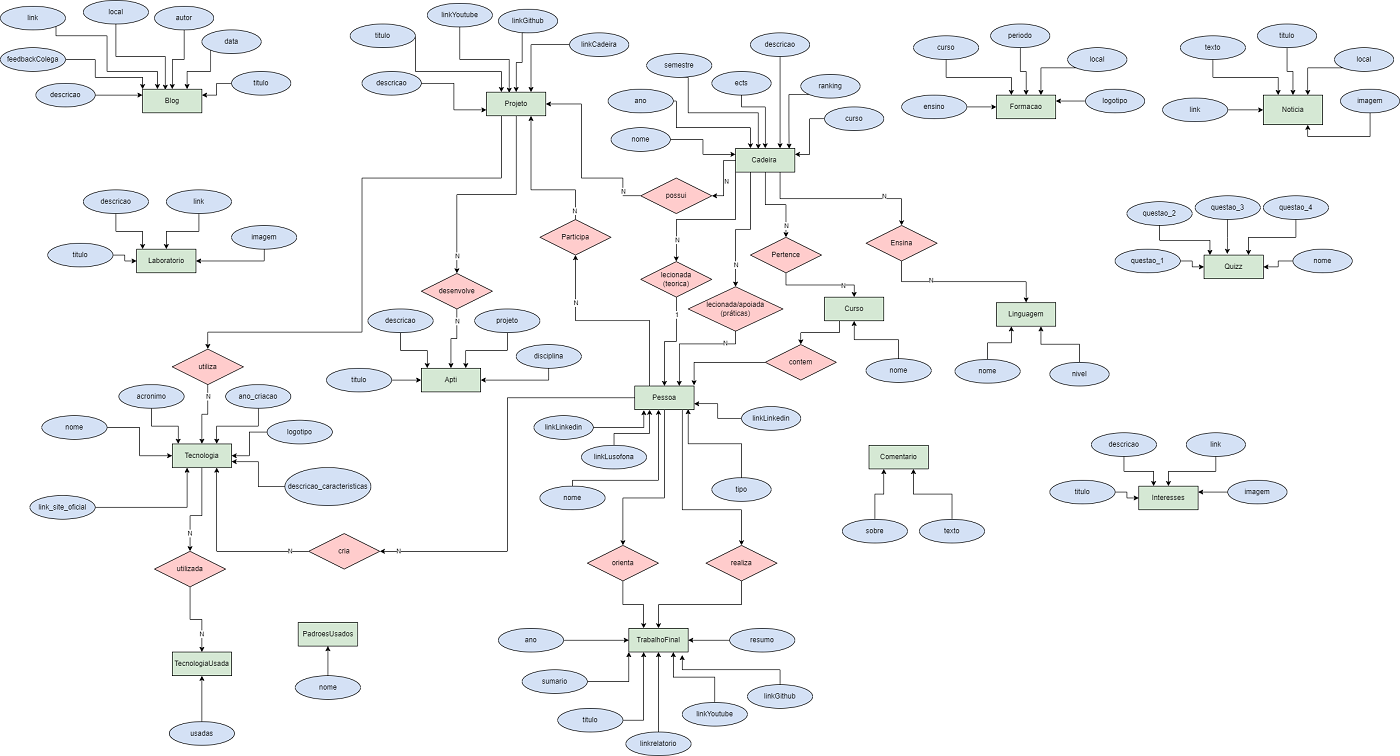 link
local
autor
data
feedbackColega
descricao
titulo
Blog
titulo
linkYoutube
linkGithub
linkCadeira
descricao
Projeto
semestre
descricao
ects
ranking
ano
curso
nome
Cadeira
curso
periodo
local
ensino
logotipo
Formacao
texto
titulo
local
link
imagem
Noticia
descricao
link
titulo
imagem
Laboratorio
N
possui
N
N
Participa
N
N
desenvolve
N
N
lecionada
(teorica)
1
N
lecionada/apoiada
(práticas)
N
N
Pertence
N
N
Ensina
N
questao_2
questao_3
questao_4
questao_1
nome
Quizz
Curso
nome
contem
Linguagem
nome
nivel
descricao
projeto
disciplina
titulo
Apti
utiliza
N
acronimo
ano_criacao
nome
logotipo
Tecnologia
descricao_caracteristicas
link_site_oficial
Pessoa
linkLinkedin
linkLinkedin
linkLusofona
nome
tipo
Comentario
sobre
texto
descricao
link
titulo
imagem
Interesses
N
cria
N
N
utilizada
N
orienta
realiza
TecnologiaUsada
usadas
PadroesUsados
nome
TrabalhoFinal
ano
resumo
sumario
linkGithub
titulo
linkYoutube
linkrelatorio